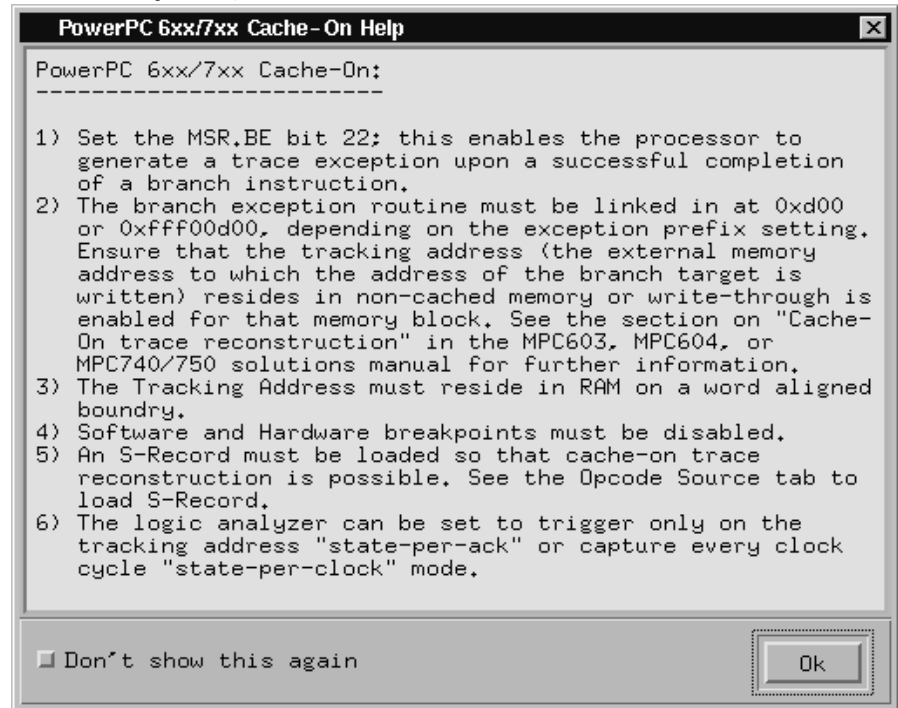 PowerPC 6xx/7xx Cache-On Help
PowerPC 6xx/7xx Cache-On:
-------------------------
1) Set the MSR.BE bit 22; this enables the processor to
generate a trace exception upon a successful completion
of a branch instruction.
2) The branch exception routine must be linked in at 0xd00
or 0xfff00d00, depending on the exception prefix setting.
Ensure that the tracking address (the external memory
address to which the address of the branch target is
written) resides in non-cached memory or write-through is
enabled for that memory block. See the section on "Cache-
On trace reconstruction" in the MPC603, MPC604, or
MPC740/750 solutions manual for further information.
3) The Tracking Address must reside in RAM on a word aligned
boundry.
4) Software and Hardware breakpoints must be disabled.
5) An S-Record must be loaded so that cache-on trace
reconstruction is possible. See the Opcode Source tab to
load S-Record.
6) The logic analyzer can be set to trigger only on the
tracking address "state-per-ack" or capture every clock
cycle "state-per-clock" mode.
Don't show this again
Ok